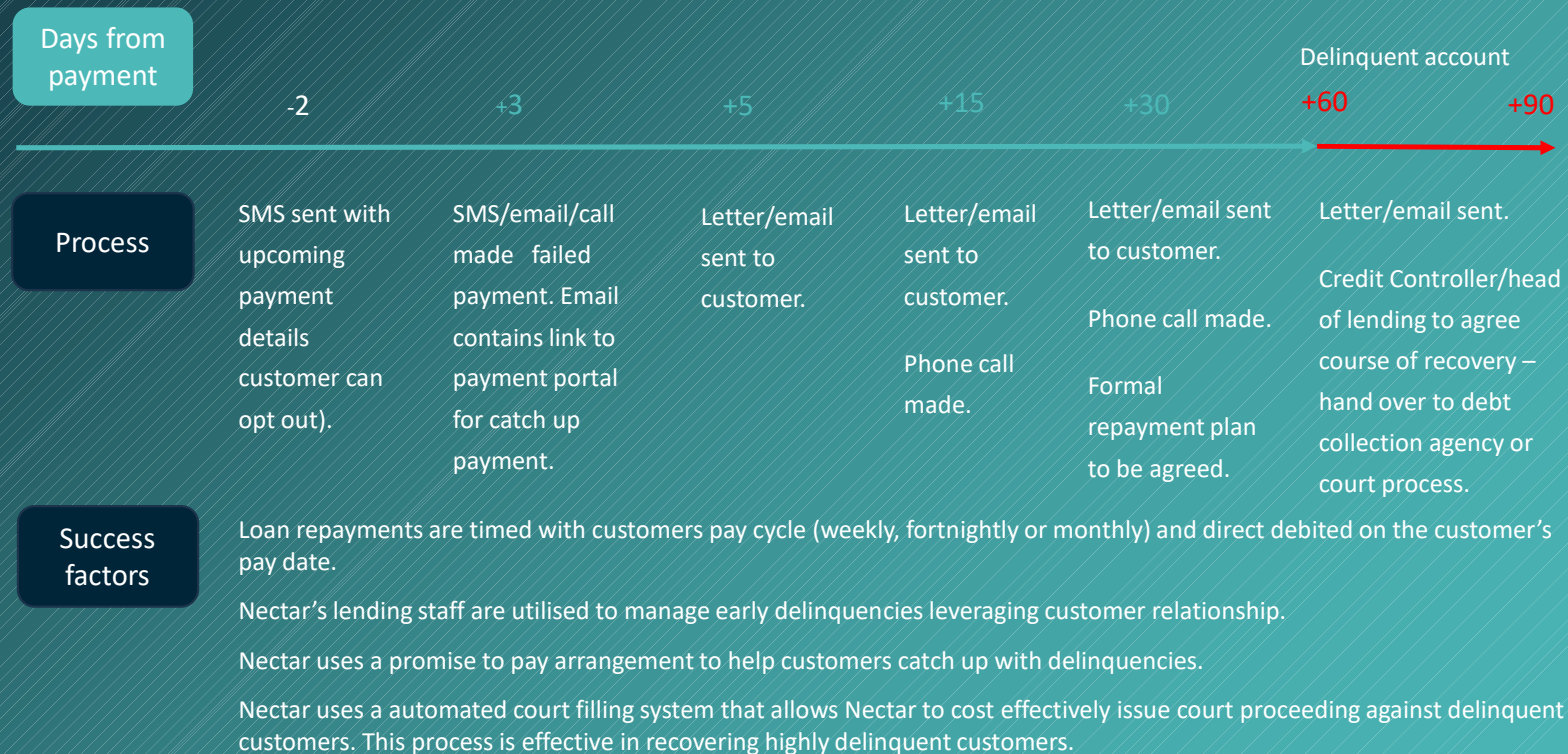 Days from
payment
Delinquent account
-2
+3
+5
+15
+30
+60
+90
Process
SMS sent with
upcoming
payment
details
customer can
opt out).
SMS/email/call
made failed
payment. Email
contains link to
payment portal
for catch up
payment.
Letter/email
sent to
customer.
Letter/email
sent to
customer.
Phone call
made.
Letter/email sent
to customer.
Phone call made.
Formal
repayment plan
to be agreed.
Letter/email sent.
Credit Controller/head
of lending to agree
course of recovery –
hand over to debt
collection agency or
court process.
Success
factors
Loan repayments are timed with customers pay cycle (weekly, fortnightly or monthly) and direct debited on the customer’s
pay date.
Nectar’s lending staff are utilised to manage early delinquencies leveraging customer relationship.
Nectar uses a promise to pay arrangement to help customers catch up with delinquencies.
Nectar uses a automated court filling system that allows Nectar to cost effectively issue court proceeding against delinquent
customers. This process is effective in recovering highly delinquent customers.